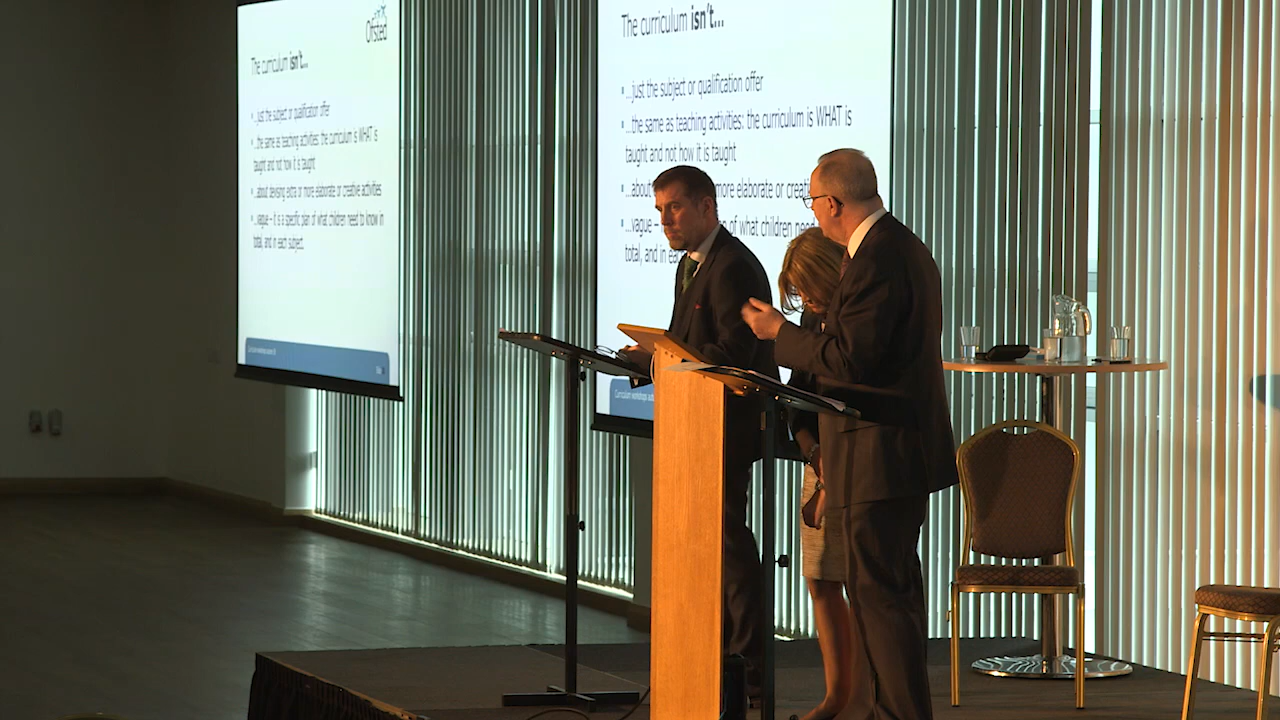 Ofsted
The curriculum isn't...
...just the subject or qualification offer
...the same as teaching activities: the curriculum is WHAT is
taught and not how it is taught
...about devising extra or more elaborate or creative activities
...vague – it is a specific plan of what children need to know in
total, and in each subject
The curriculum isn't...
...just the subject or qualification offer
...the same as teaching activities: the curriculum is WHAT is
taught and not how it is taught
...about more elaborate or
...vague – of what children need
total, and in
Curriculum workshops